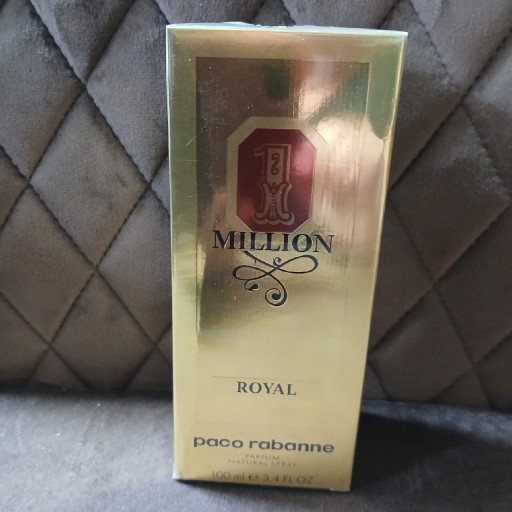 1
MILLION
ROYAL
paco rabanne
PARFUM
NATURAL SPRAY
100 ml ℮ 3.4 FL.OZ